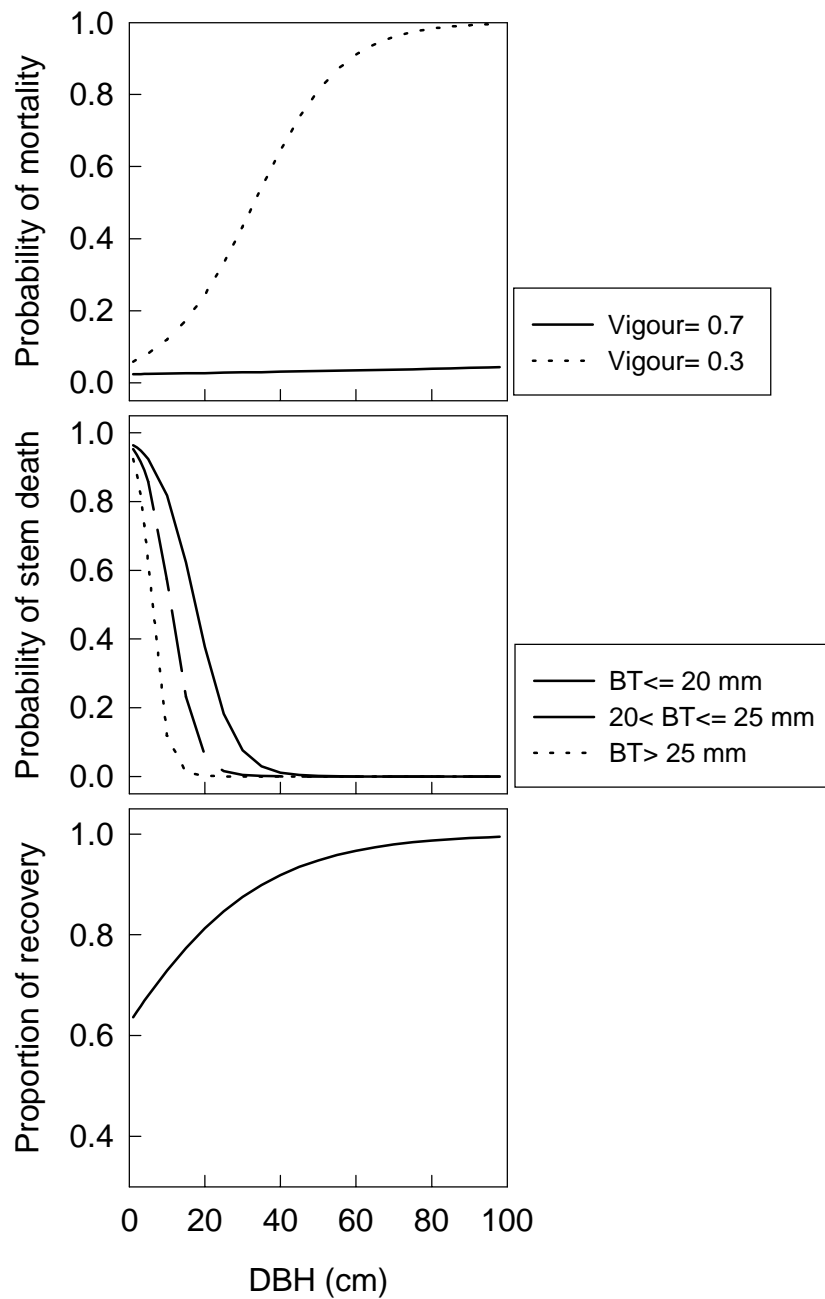 Probability of mortality
1.0
0.8
0.6
0.4
0.2
0.0
Vigour= 0.7
Vigour= 0.3
Probability of stem death
1.0
0.8
0.6
0.4
0.2
0.0
BT<= 20 mm
20< BT<= 25 mm
BT> 25 mm
Proportion of recovery
1.0
0.8
0.6
0.4
0 20 40 60 80 100
DBH (cm)